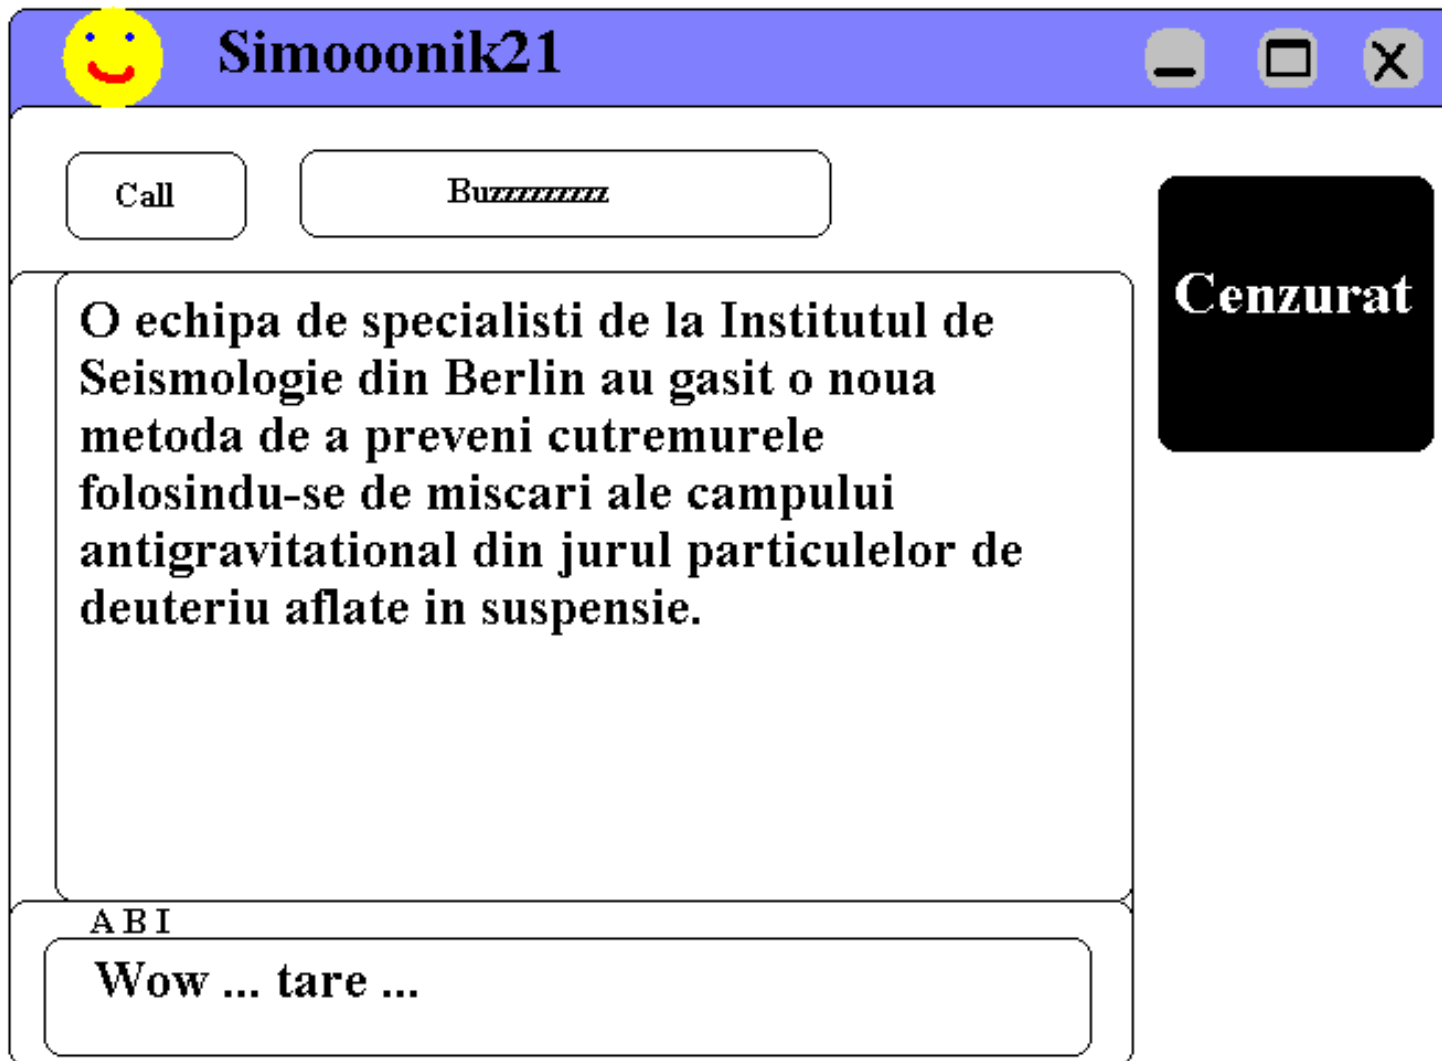 Simooonik21
Call
Buzzzzzzzzzz
Cenzurat
O echipa de specialisti de la Institutul de
Seismologie din Berlin au gasit o noua
metoda de a preveni cutremurele
folosindu-se de miscari ale campului
antigravitational din jurul particulelor de
deuteriu aflate in suspensie.
A B I
Wow ... tare ...